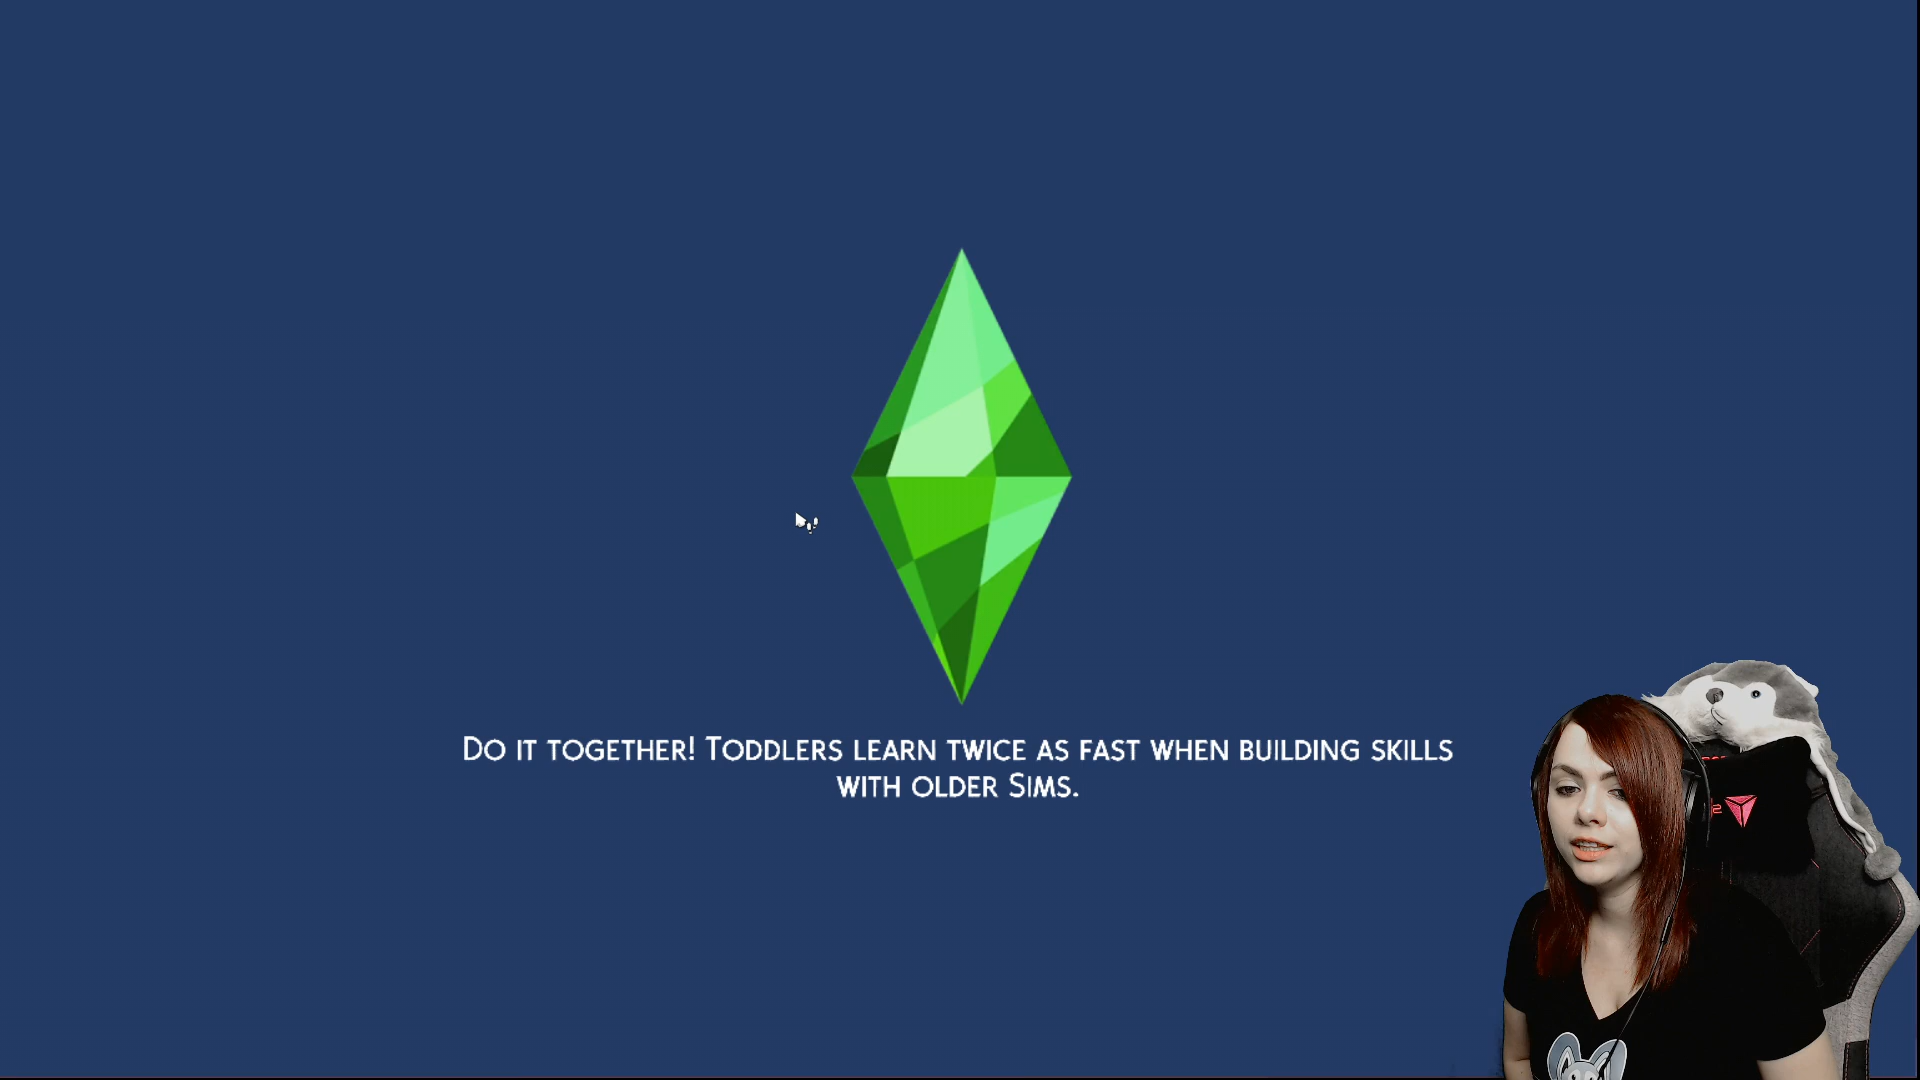 Do it together! Toddlers learn twice as fast when building skills
with older Sims.